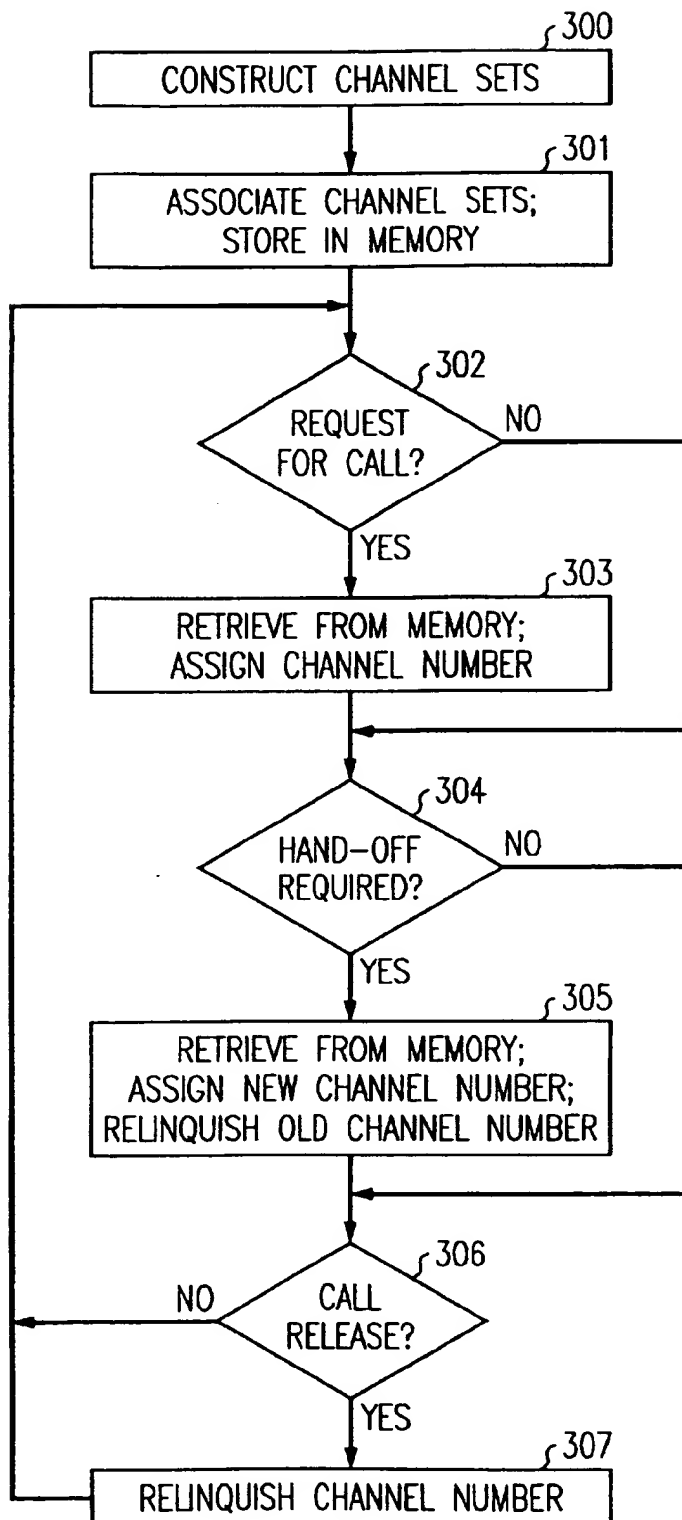 300
CONSTRUCT CHANNEL SETS
301
ASSOCIATE CHANNEL SETS;
STORE IN MEMORY
302
REQUEST
FOR CALL?
NO
YES
303
RETRIEVE FROM MEMORY;
ASSIGN CHANNEL NUMBER
304
HAND-OFF
REQUIRED?
NO
YES
305
RETRIEVE FROM MEMORY;
ASSIGN NEW CHANNEL NUMBER;
RELINQUISH OLD CHANNEL NUMBER
306
NO
CALL
RELEASE?
YES
307
RELINQUISH CHANNEL NUMBER